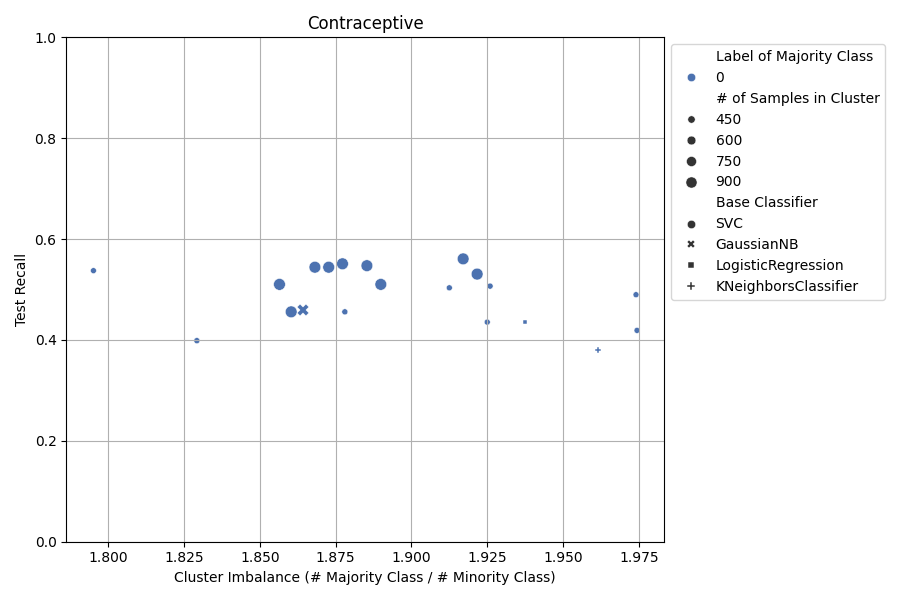 Contraceptive
Test Recall
1.0
0.8
0.6
0.4
0.2
0.0
1.800
1.825
1.850
1.875
1.900
1.925
1.950
1.975
Cluster Imbalance (# Majority Class / # Minority Class)
Label of Majority Class
0
# of Samples in Cluster
450
600
750
900
Base Classifier
SVC
GaussianNB
LogisticRegression
KNeighborsClassifier